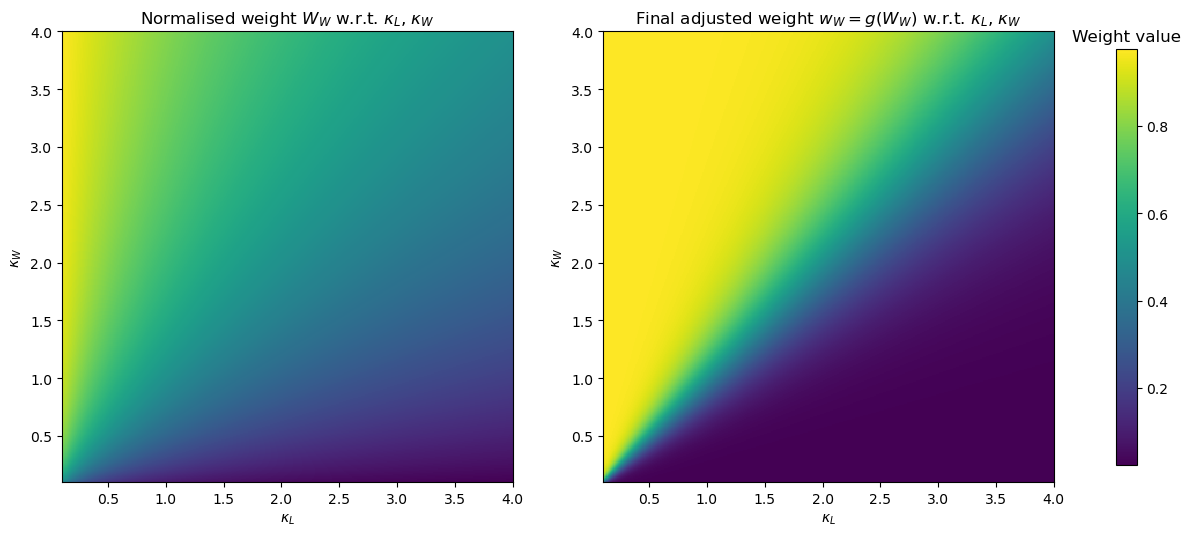 Normalised weight W_W w.r.t. κ_L, κ_W
4.0
3.5
3.0
2.5
2.0
1.5
1.0
0.5
κ_W
0.5 1.0 1.5 2.0 2.5 3.0 3.5 4.0
κ_L
Final adjusted weight w_W = g(W_W) w.r.t. κ_L, κ_W
4.0
3.5
3.0
2.5
2.0
1.5
1.0
0.5
κ_W
0.5 1.0 1.5 2.0 2.5 3.0 3.5 4.0
κ_L
Weight value
0.8
0.6
0.4
0.2